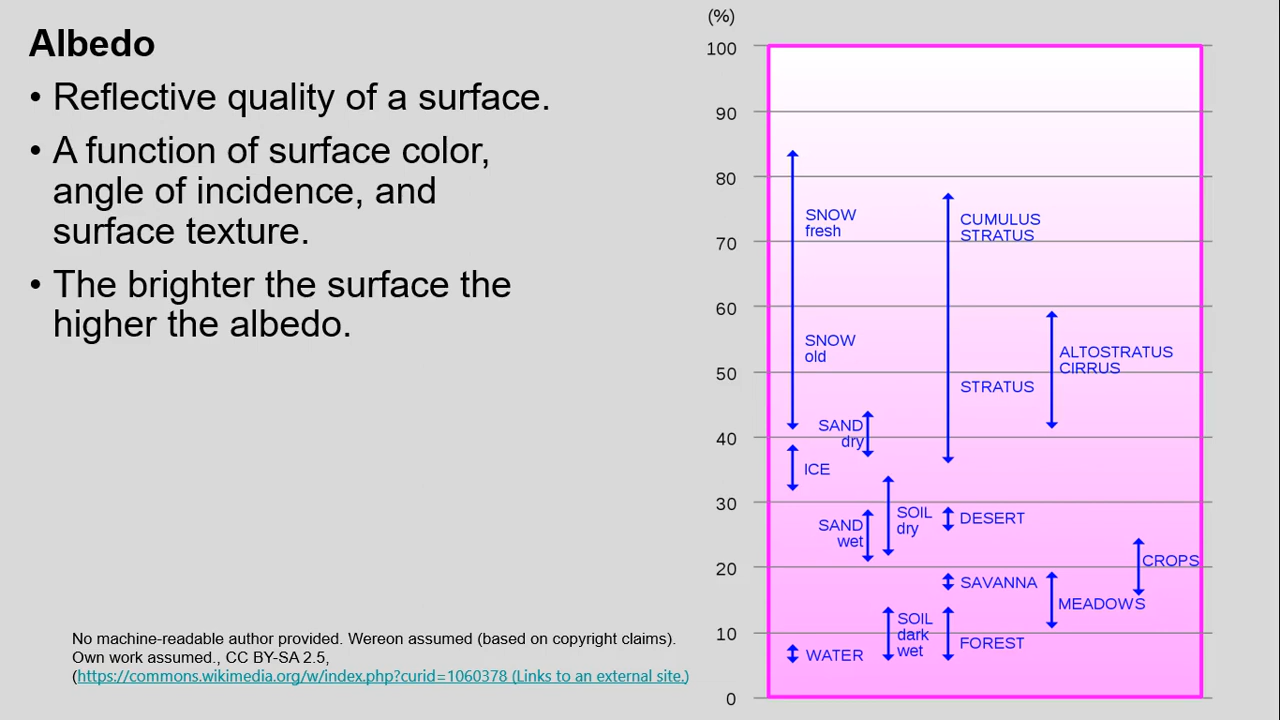 Albedo
• Reflective quality of a surface.
• A function of surface color,
angle of incidence, and
surface texture.
• The brighter the surface the
higher the albedo.
No machine-readable author provided. Wereon assumed (based on copyright claims).
Own work assumed., CC BY-SA 2.5,
(https://commons.wikimedia.org/w/index.php?curid=1060378 (Links to an external site.)
(%)
100
90
80
70
60
50
40
30
20
10
0
SNOW
fresh
CUMULUS
STRATUS
SNOW
old
ALTOSTRATUS
CIRRUS
STRATUS
SAND
dry
ICE
SOIL
dry
DESERT
SAND
wet
CROPS
SAVANNA
MEADOWS
SOIL
dark
wet
FOREST
WATER